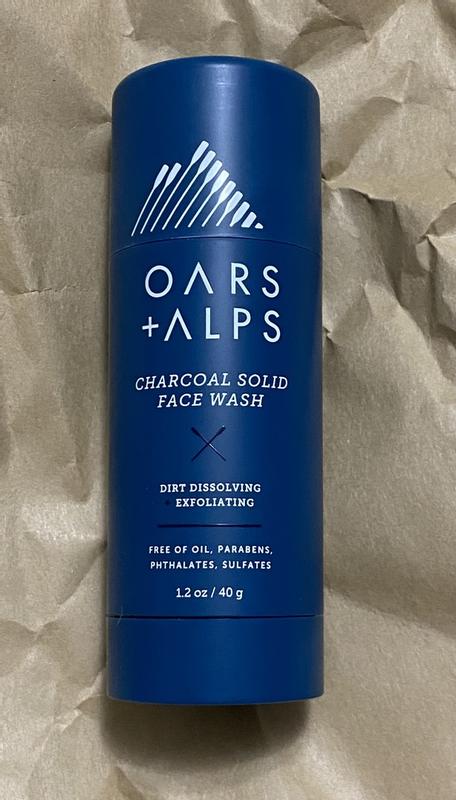 OARS
+ALPS
CHARCOAL SOLID
FACE WASH
DIRT DISSOLVING
+ EXFOLIATING
FREE OF OIL, PARABENS,
PHTHALATES, SULFATES
1.2 oz / 40 g